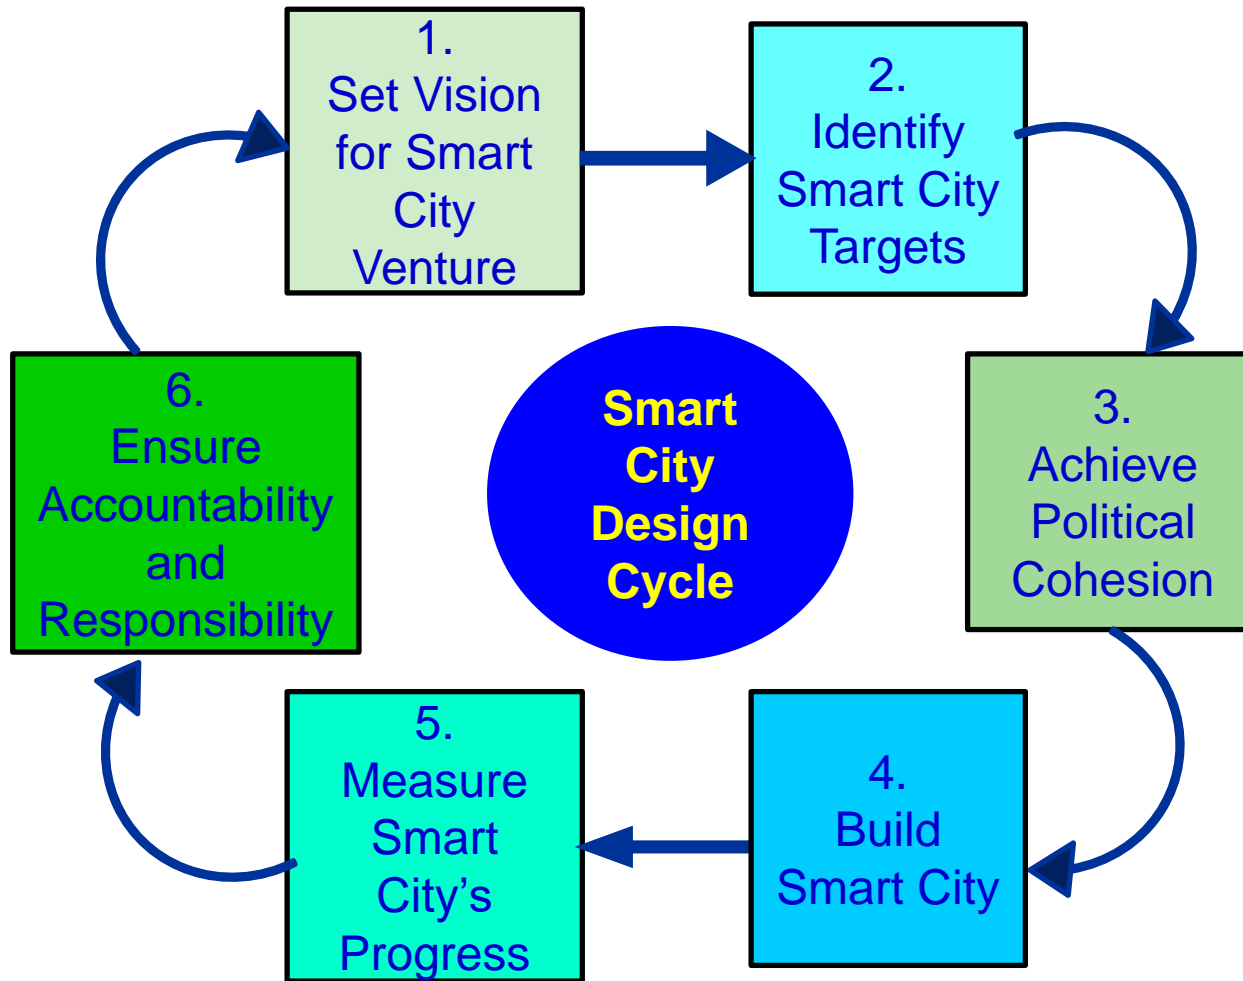 1.
Set Vision
for Smart
City
Venture
2.
Identify
Smart City
Targets
3.
Achieve
Political
Cohesion
4.
Build
Smart City
5.
Measure
Smart
City’s
Progress
6.
Ensure
Accountability
and
Responsibility
Smart
City
Design
Cycle